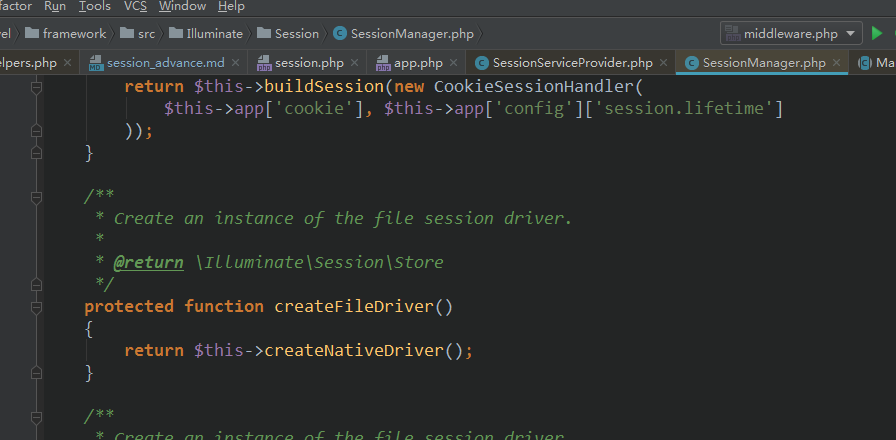 factor Run Tools VCS Window Help
vel framework src Illuminate Session SessionManager.php middleware.php
elpers.php session_advance.md session.php app.php SessionServiceProvider.php SessionManager.php Ma
return $this->buildSession(new CookieSessionHandler(
$this->app['cookie'], $this->app['config']['session.lifetime']
));
}
/**
* Create an instance of the file session driver.
*
* @return \Illuminate\Session\Store
*/
protected function createFileDriver()
{
return $this->createNativeDriver();
}
/**
* Create an instance of the file session driver.